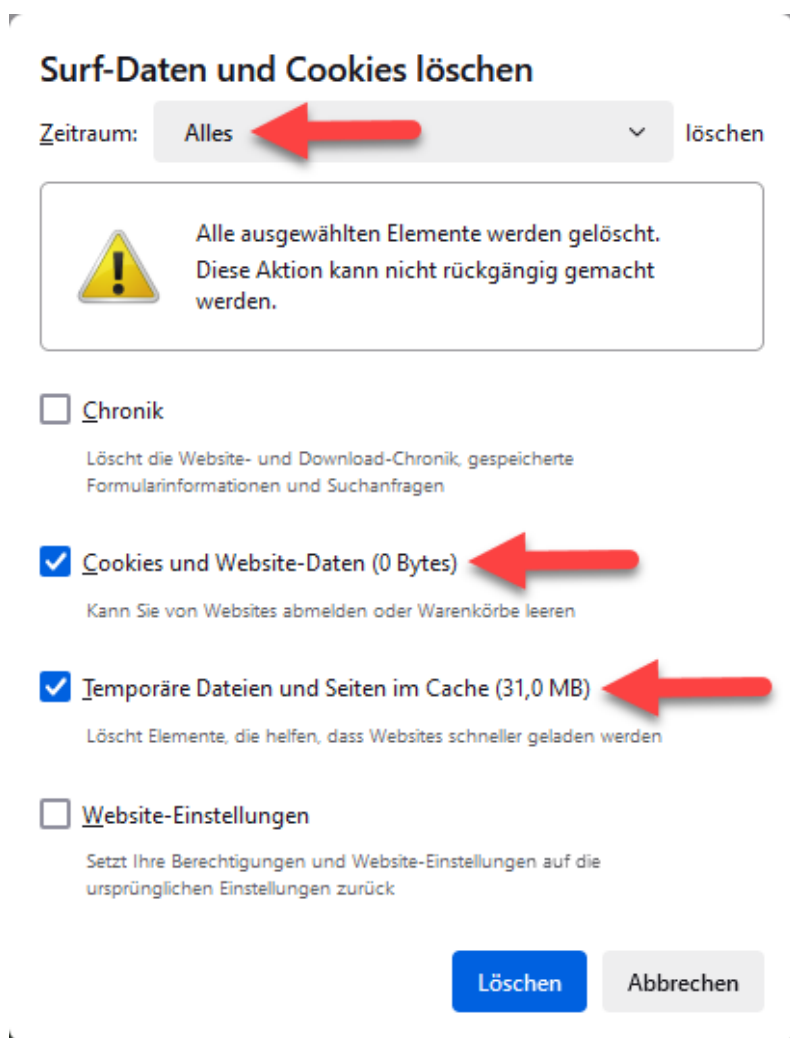 Surf-Daten und Cookies löschen
Zeitraum: Alles löschen
Alle ausgewählten Elemente werden gelöscht.
Diese Aktion kann nicht rückgängig gemacht
werden.
Chronik
Löscht die Website- und Download-Chronik, gespeicherte
Formularinformationen und Suchanfragen
Cookies und Website-Daten (0 Bytes)
Kann Sie von Websites abmelden oder Warenkörbe leeren
Temporäre Dateien und Seiten im Cache (31,0 MB)
Löscht Elemente, die helfen, dass Websites schneller geladen werden
Website-Einstellungen
Setzt Ihre Berechtigungen und Website-Einstellungen auf die
ursprünglichen Einstellungen zurück
Löschen Abbrechen